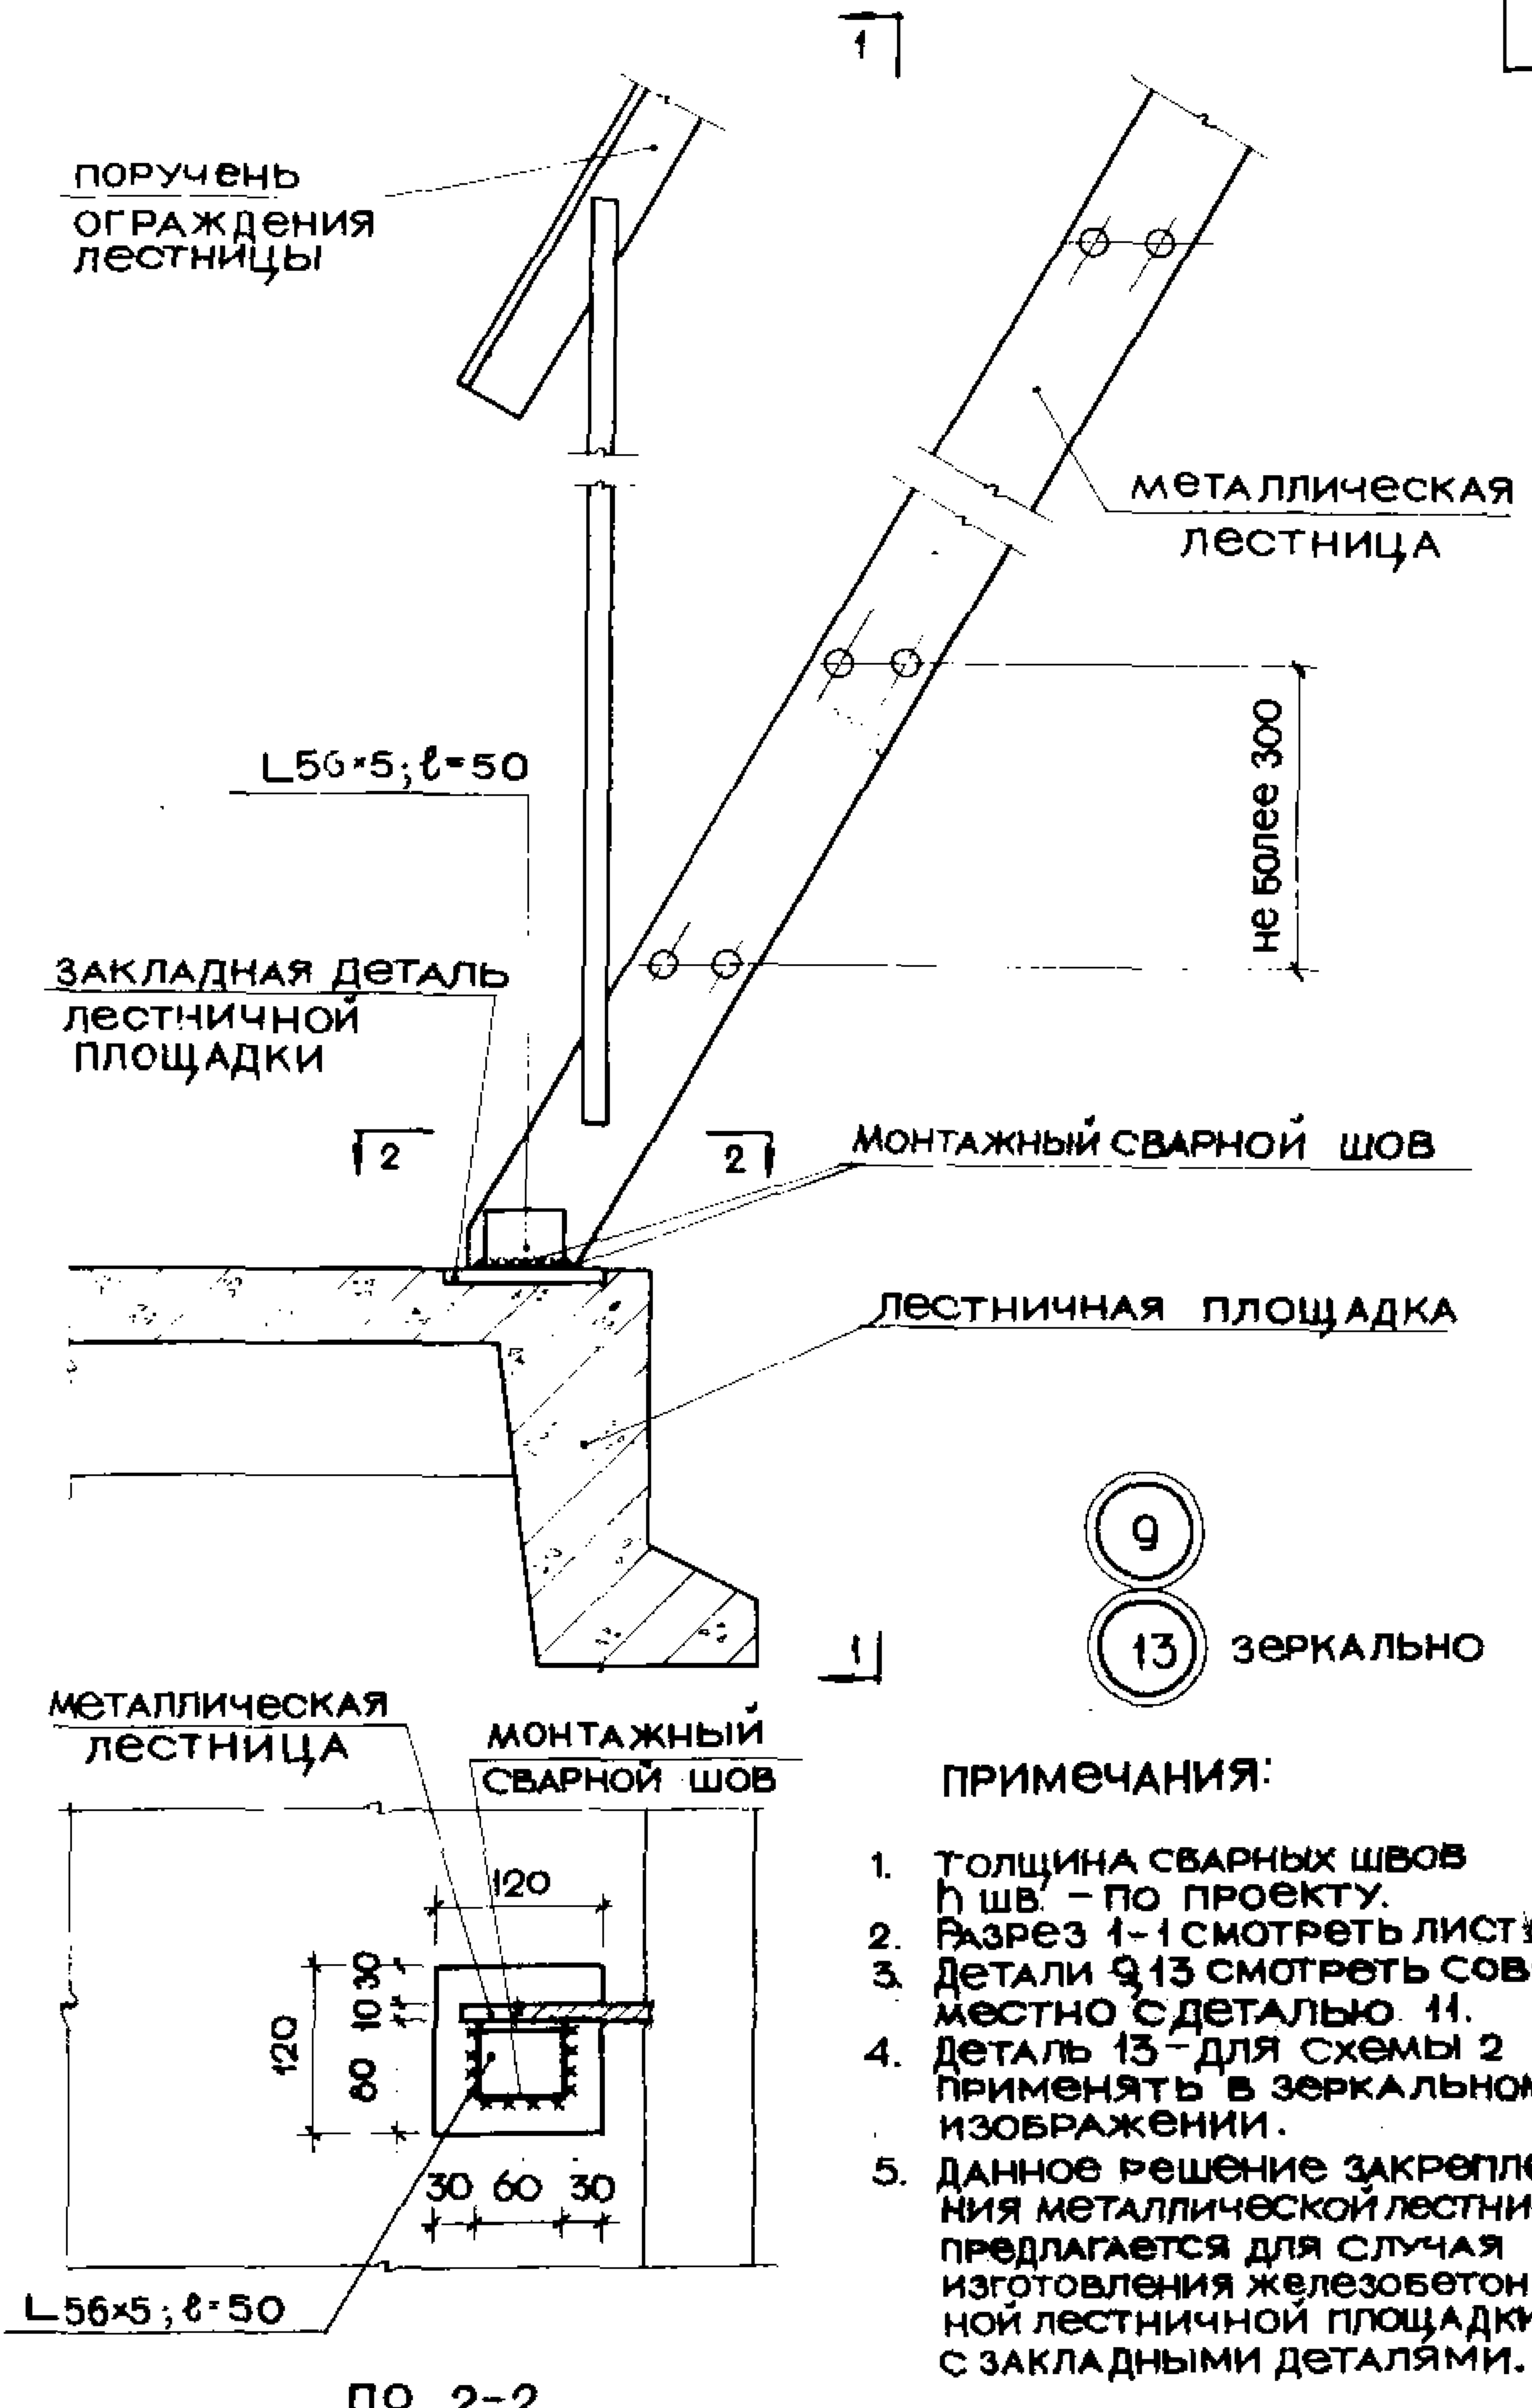 1
ПОРУЧЕНЬ
ОГРАЖДЕНИЯ
ЛЕСТНИЦЫ
МЕТАЛЛИЧЕСКАЯ
ЛЕСТНИЦА
L56×5; ℓ=50
НЕ БОЛЕЕ 300
ЗАКЛАДНАЯ ДЕТАЛЬ
ЛЕСТНИЧНОЙ
ПЛОЩАДКИ
2
2
МОНТАЖНЫЙ СВАРНОЙ ШОВ
ЛЕСТНИЧНАЯ ПЛОЩАДКА
9
13 ЗЕРКАЛЬНО
1
МЕТАЛЛИЧЕСКАЯ
ЛЕСТНИЦА
МОНТАЖНЫЙ
СВАРНОЙ ШОВ
120
30
10
80
120
30 60 30
L56×5; ℓ=50
ПО 2-2
ПРИМЕЧАНИЯ:
1. ТОЛЩИНА СВАРНЫХ ШВОВ
h шв. - ПО ПРОЕКТУ.
2. РАЗРЕЗ 1-1 СМОТРЕТЬ ЛИСТ
3. ДЕТАЛИ 9,13 СМОТРЕТЬ СОВ
МЕСТНО С ДЕТАЛЬЮ 11.
4. ДЕТАЛЬ 13-ДЛЯ СХЕМЫ 2
ПРИМЕНЯТЬ В ЗЕРКАЛЬНОМ
ИЗОБРАЖЕНИИ.
5. ДАННОЕ РЕШЕНИЕ ЗАКРЕПЛЕ
НИЯ МЕТАЛЛИЧЕСКОЙ ЛЕСТНИ
ПРЕДЛАГАЕТСЯ ДЛЯ СЛУЧАЯ
ИЗГОТОВЛЕНИЯ ЖЕЛЕЗОБЕТОН
НОЙ ЛЕСТНИЧНОЙ ПЛОЩАДКИ
С ЗАКЛАДНЫМИ ДЕТАЛЯМИ.